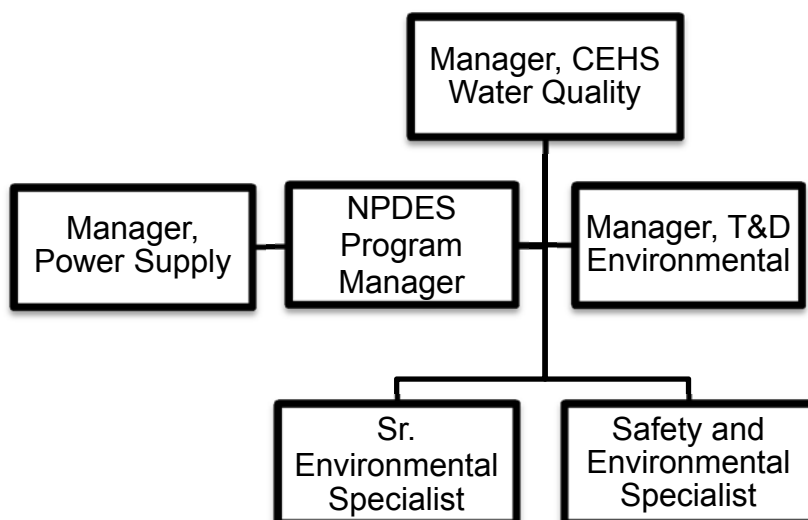 Manager, CEHS
Water Quality
Manager,
Power Supply
NPDES
Program
Manager
Manager, T&D
Environmental
Sr.
Environmental
Specialist
Safety and
Environmental
Specialist